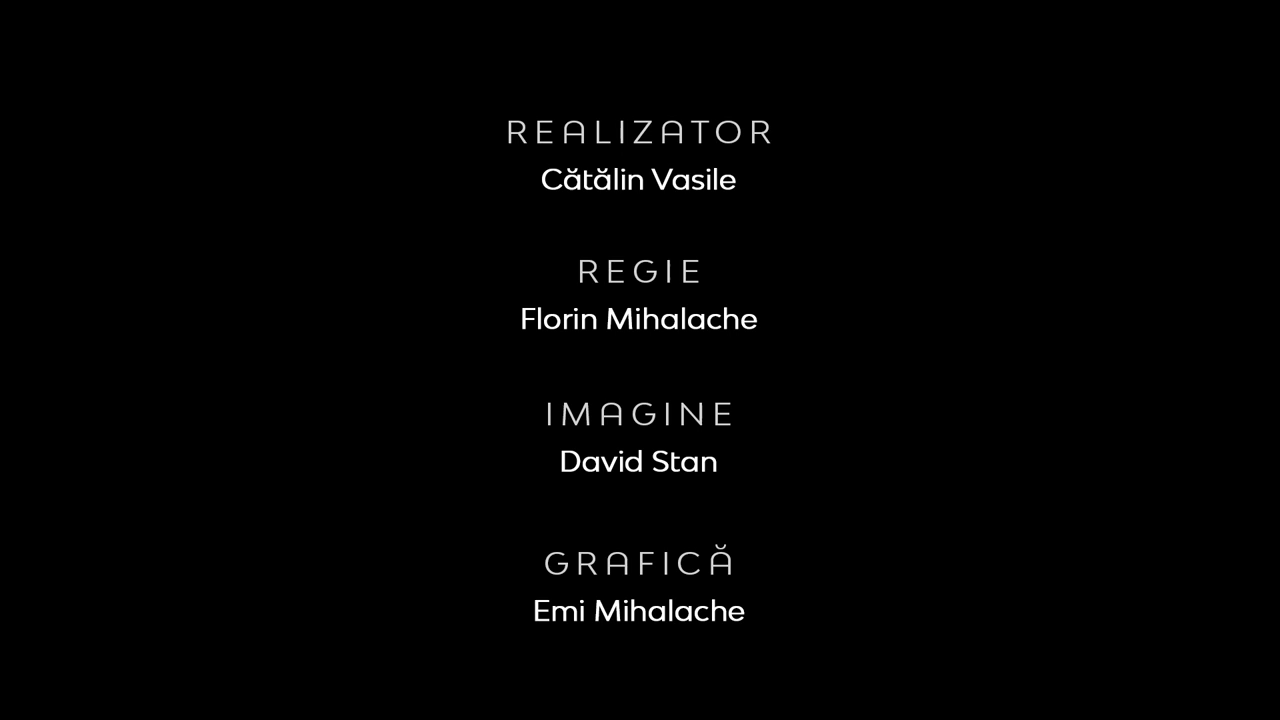 REALIZATOR
Cătălin Vasile
REGIE
Florin Mihalache
IMAGINE
David Stan
GRAFICĂ
Emi Mihalache